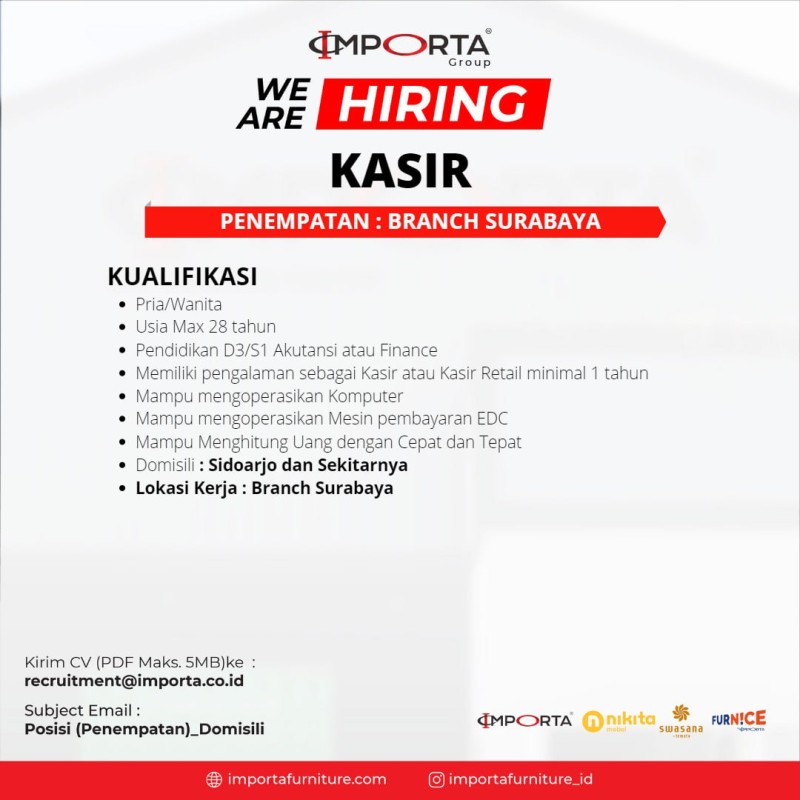 IMPORTA®
Group
WE
ARE
HIRING
KASIR
PENEMPATAN : BRANCH SURABAYA
KUALIFIKASI
• Pria/Wanita
• Usia Max 28 tahun
• Pendidikan D3/S1 Akutansi atau Finance
• Memiliki pengalaman sebagai Kasir atau Kasir Retail minimal 1 tahun
• Mampu mengoperasikan Komputer
• Mampu mengoperasikan Mesin pembayaran EDC
• Mampu Menghitung Uang dengan Cepat dan Tepat
• Domisili : Sidoarjo dan Sekitarnya
• Lokasi Kerja : Branch Surabaya
Kirim CV (PDF Maks. 5MB)ke :
recruitment@importa.co.id
Subject Email :
Posisi (Penempatan)_Domisili
IMPORTA
nikita
swasana
FURN!CE
importafurniture.com
importafurniture_id